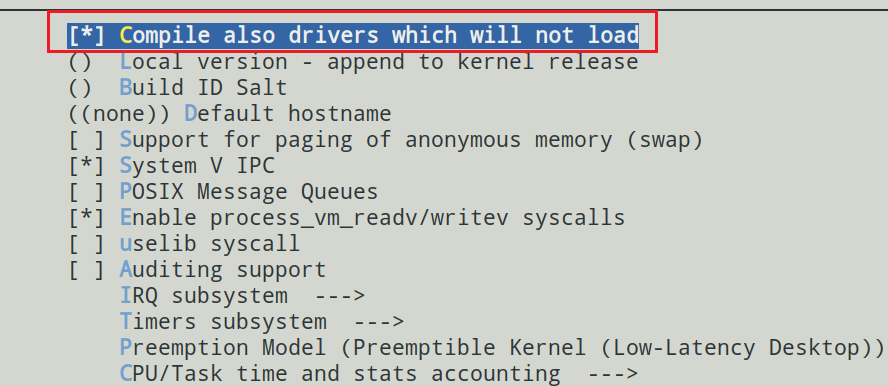 [*] Compile also drivers which will not load
()  Local version - append to kernel release
()  Build ID Salt
((none)) Default hostname
[ ] Support for paging of anonymous memory (swap)
[*] System V IPC
[ ] POSIX Message Queues
[*] Enable process_vm_readv/writev syscalls
[ ] uselib syscall
[ ] Auditing support
    IRQ subsystem  --->
    Timers subsystem  --->
    Preemption Model (Preemptible Kernel (Low-Latency Desktop))
    CPU/Task time and stats accounting  --->